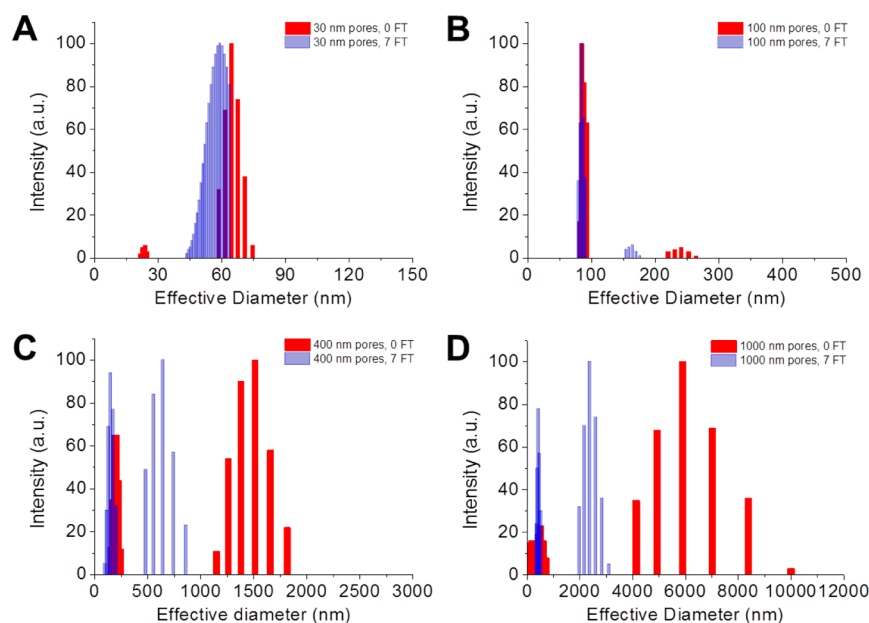 A
30 nm pores, 0 FT
30 nm pores, 7 FT
Intensity (a.u.)
100
80
60
40
20
0
0 30 60 90 120 150
Effective Diameter (nm)
B
100 nm pores, 0 FT
100 nm pores, 7 FT
Intensity (a.u.)
100
80
60
40
20
0
0 100 200 300 400 500
Effective Diameter (nm)
C
400 nm pores, 0 FT
400 nm pores, 7 FT
Intensity (a.u.)
100
80
60
40
20
0
0 500 1000 1500 2000 2500 3000
Effective diameter (nm)
D
1000 nm pores, 0 FT
1000 nm pores, 7 FT
Intensity (a.u.)
100
80
60
40
20
0
0 2000 4000 6000 8000 10000 12000
Effective Diameter (nm)